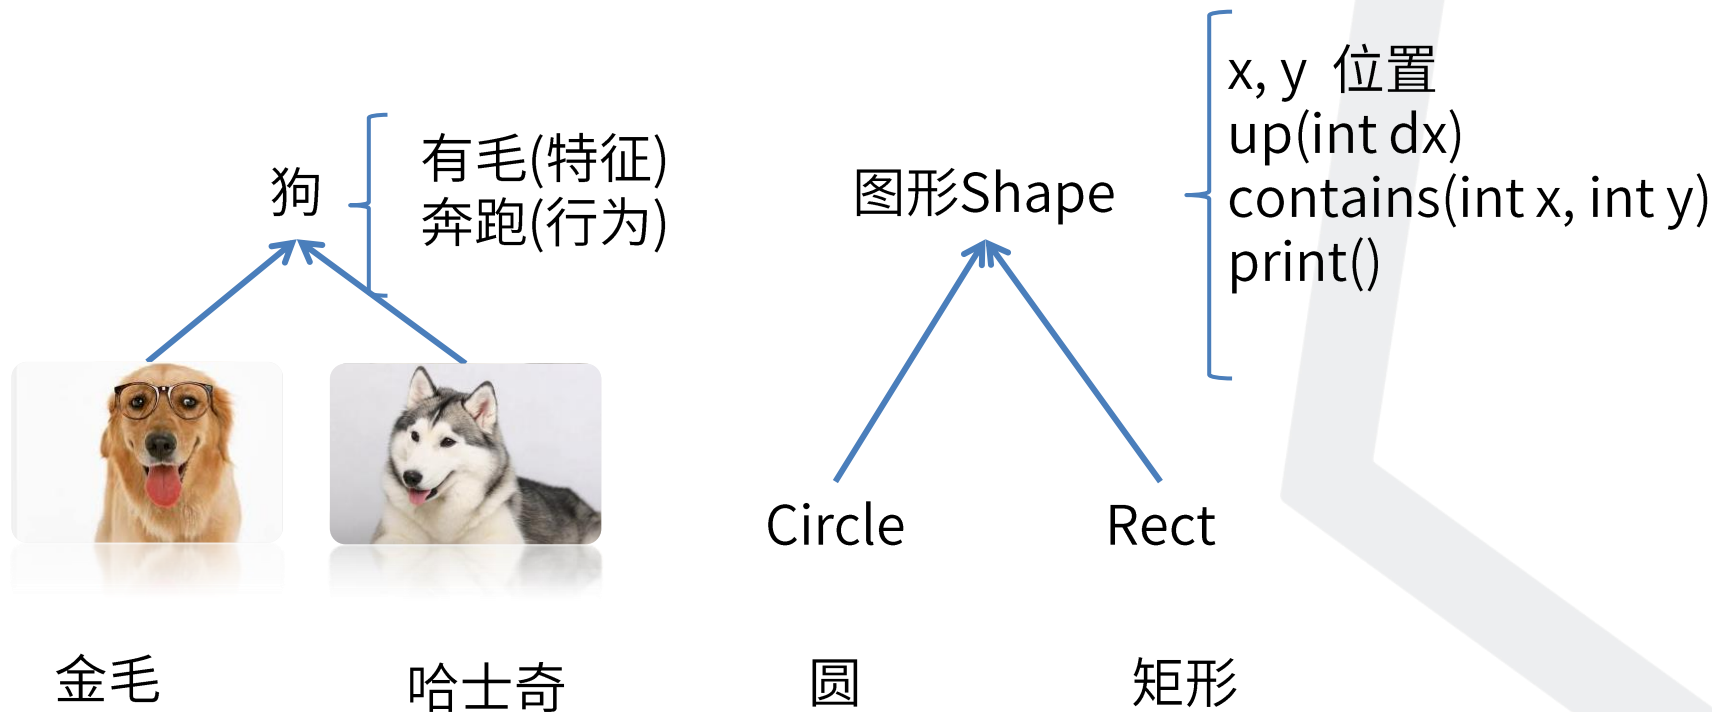 狗
有毛(特征)
奔跑(行为)
金毛
哈士奇
图形Shape
x, y 位置
up(int dx)
contains(int x, int y)
print()
Circle
Rect
圆
矩形